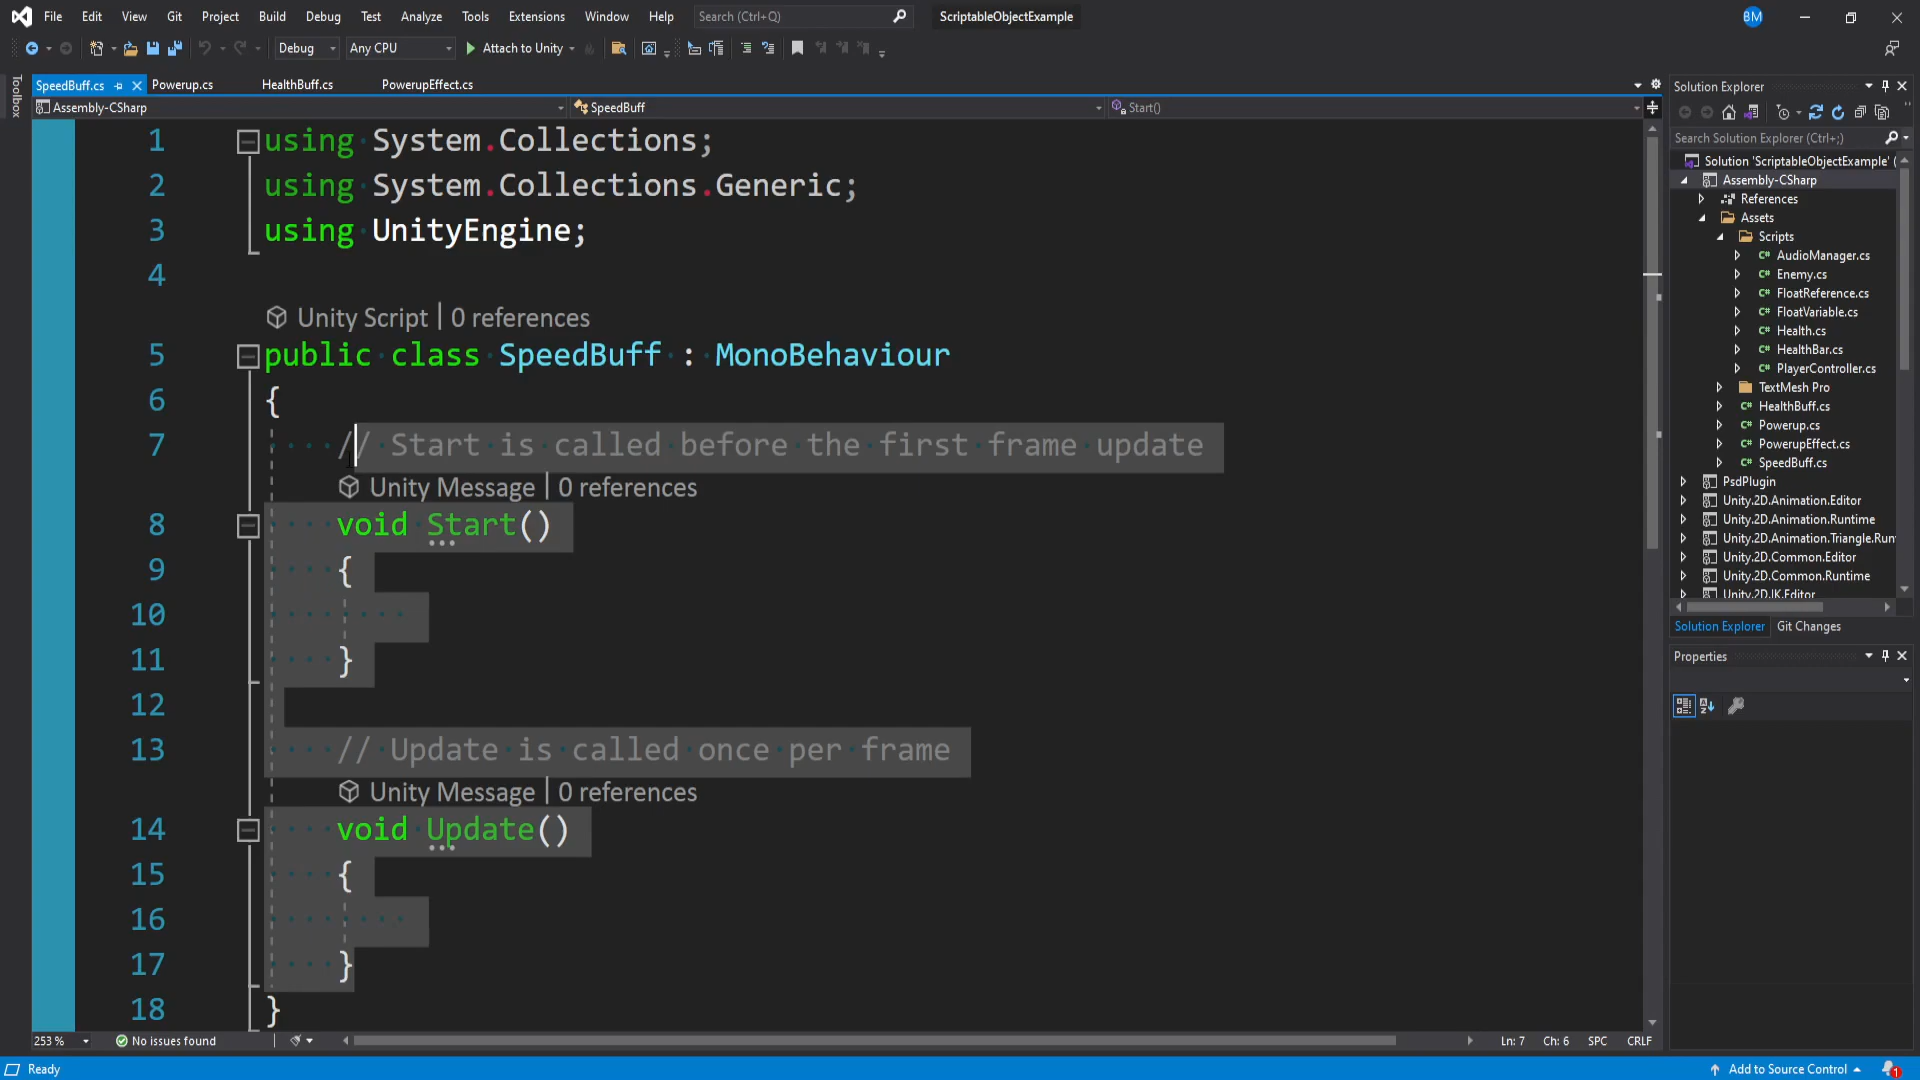 File Edit View Git Project Build Debug Test Analyze Tools Extensions Window Help Search (Ctrl+Q) ScriptableObjectExample BM
Debug Any CPU Attach to Unity
Toolbox
SpeedBuff.cs Powerup.cs HealthBuff.cs PowerupEffect.cs
Assembly-CSharp SpeedBuff Start()
1 using System.Collections;
2 using System.Collections.Generic;
3 using UnityEngine;
4
Unity Script | 0 references
5 public class SpeedBuff : MonoBehaviour
6 {
7 // Start is called before the first frame update
Unity Message | 0 references
8 void Start()
9 {
10
11 }
12
13 // Update is called once per frame
Unity Message | 0 references
14 void Update()
15 {
16
17 }
18 }
253 % No issues found Ln: 7 Ch: 6 SPC CRLF
Solution Explorer
Search Solution Explorer (Ctrl+;)
Solution 'ScriptableObjectExample' (
Assembly-CSharp
References
Assets
Scripts
C# AudioManager.cs
C# Enemy.cs
C# FloatReference.cs
C# FloatVariable.cs
C# Health.cs
C# HealthBar.cs
C# PlayerController.cs
TextMesh Pro
C# HealthBuff.cs
C# Powerup.cs
C# PowerupEffect.cs
C# SpeedBuff.cs
PsdPlugin
Unity.2D.Animation.Editor
Unity.2D.Animation.Runtime
Unity.2D.Animation.Triangle.Run
Unity.2D.Common.Editor
Unity.2D.Common.Runtime
Unity.2D.IK.Editor
Solution Explorer Git Changes
Properties
Ready Add to Source Control 1